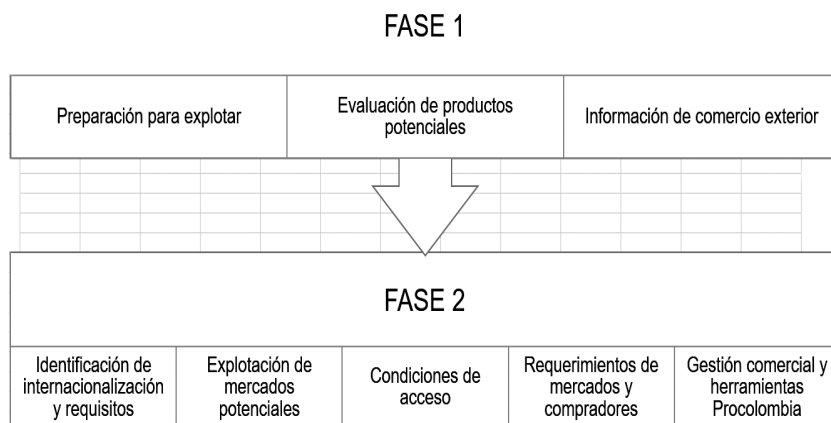 FASE 1
Preparación para explotar
Evaluación de productos
potenciales
Información de comercio exterior
FASE 2
Identificación de
internacionalización
y requisitos
Explotación de
mercados
potenciales
Condiciones de
acceso
Requerimientos de
mercados y
compradores
Gestión comercial y
herramientas
Procolombia